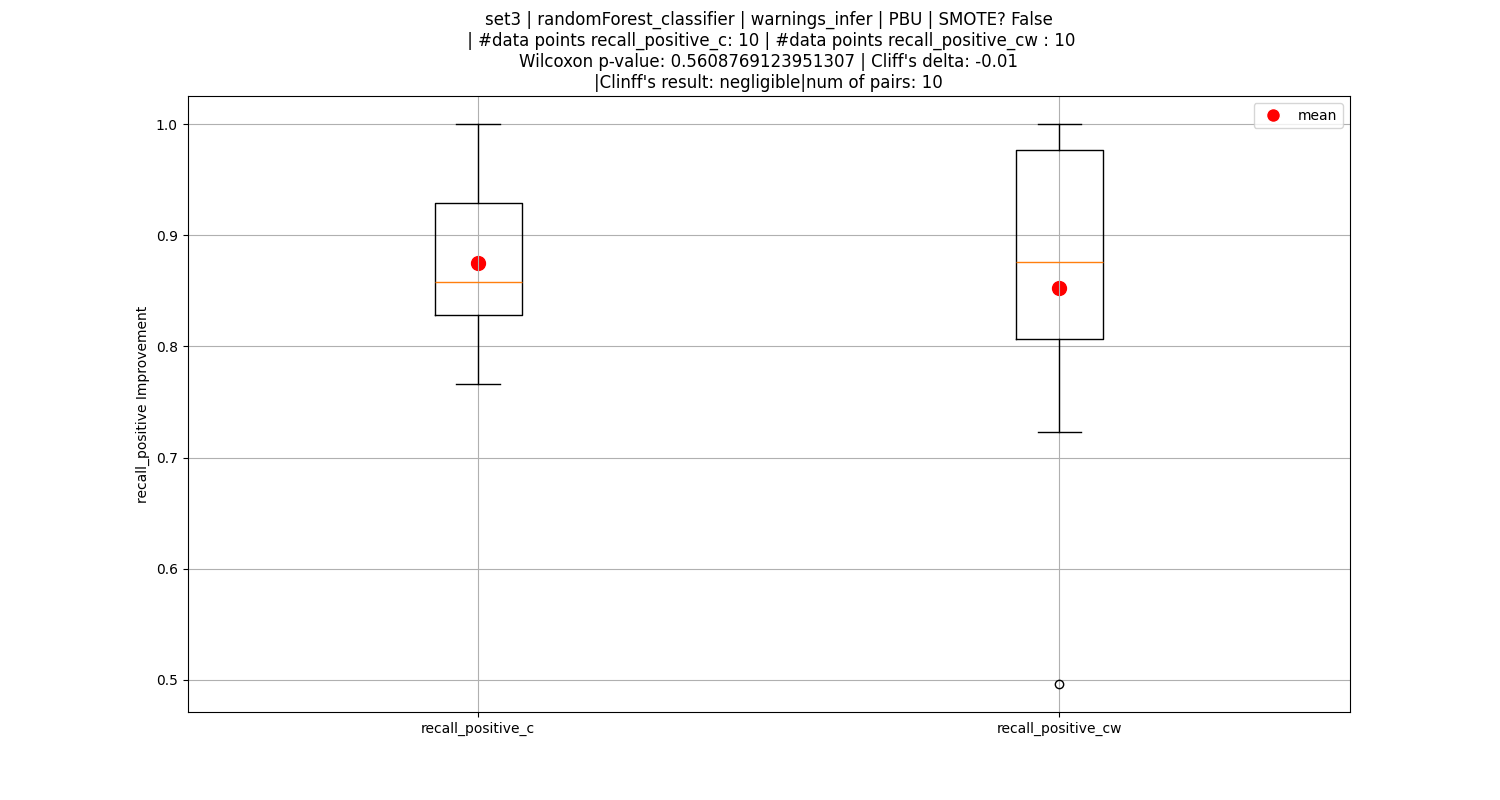 set3 | randomForest_classifier | warnings_infer | PBU | SMOTE? False
| #data points recall_positive_c: 10 | #data points recall_positive_cw : 10
Wilcoxon p-value: 0.5608769123951307 | Cliff's delta: -0.01
|Clinff's result: negligible|num of pairs: 10
mean
1.0
0.9
0.8
0.7
0.6
0.5
recall_positive Improvement
recall_positive_c
recall_positive_cw